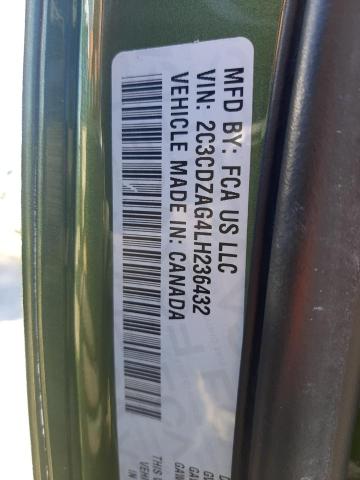 MFD BY: FCA US LLC
VIN: 2C3CDZAG4LH236432
VEHICLE MADE IN: CANADA